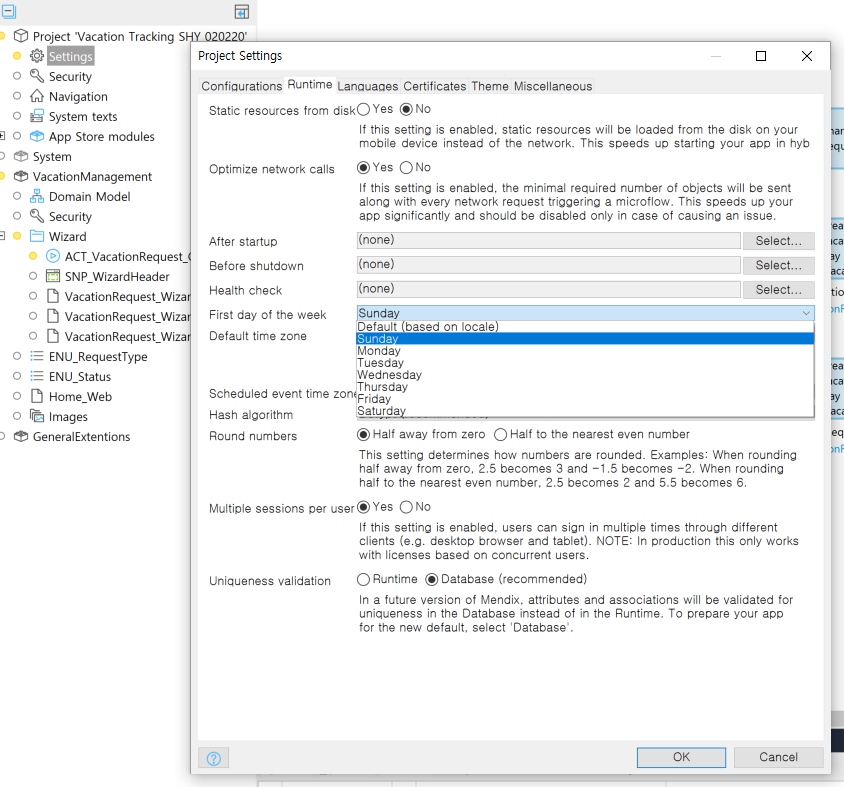 Project 'Vacation Tracking SHY 020220'
Settings
Security
Navigation
System texts
App Store modules
System
VacationManagement
Domain Model
Security
Wizard
ACT_VacationRequest_
SNP_WizardHeader
VacationRequest_Wizar
VacationRequest_Wizar
VacationRequest_Wizar
ENU_RequestType
ENU_Status
Home_Web
Images
GeneralExtentions
Project Settings
Configurations Runtime Languages Certificates Theme Miscellaneous
Static resources from disk Yes No
If this setting is enabled, static resources will be loaded from the disk on your
mobile device instead of the network. This speeds up starting your app in hyb
Optimize network calls Yes No
If this setting is enabled, the minimal required number of objects will be sent
along with every network request triggering a microflow. This speeds up your
app significantly and should be disabled only in case of causing an issue.
After startup (none) Select...
Before shutdown (none) Select...
Health check (none) Select...
First day of the week Sunday
Default (based on locale)
Sunday
Default time zone
Monday
Tuesday
Wednesday
Thursday
Friday
Saturday
Scheduled event time zone
Hash algorithm
Round numbers Half away from zero Half to the nearest even number
This setting determines how numbers are rounded. Examples: When rounding
half away from zero, 2.5 becomes 3 and -1.5 becomes -2. When rounding
half to the nearest even number, 2.5 becomes 2 and 5.5 becomes 6.
Multiple sessions per user Yes No
If this setting is enabled, users can sign in multiple times through different
clients (e.g. desktop browser and tablet). NOTE: In production this only works
with licenses based on concurrent users.
Uniqueness validation Runtime Database (recommended)
In a future version of Mendix, attributes and associations will be validated for
uniqueness in the Database instead of in the Runtime. To prepare your app
for the new default, select 'Database'.
? OK Cancel